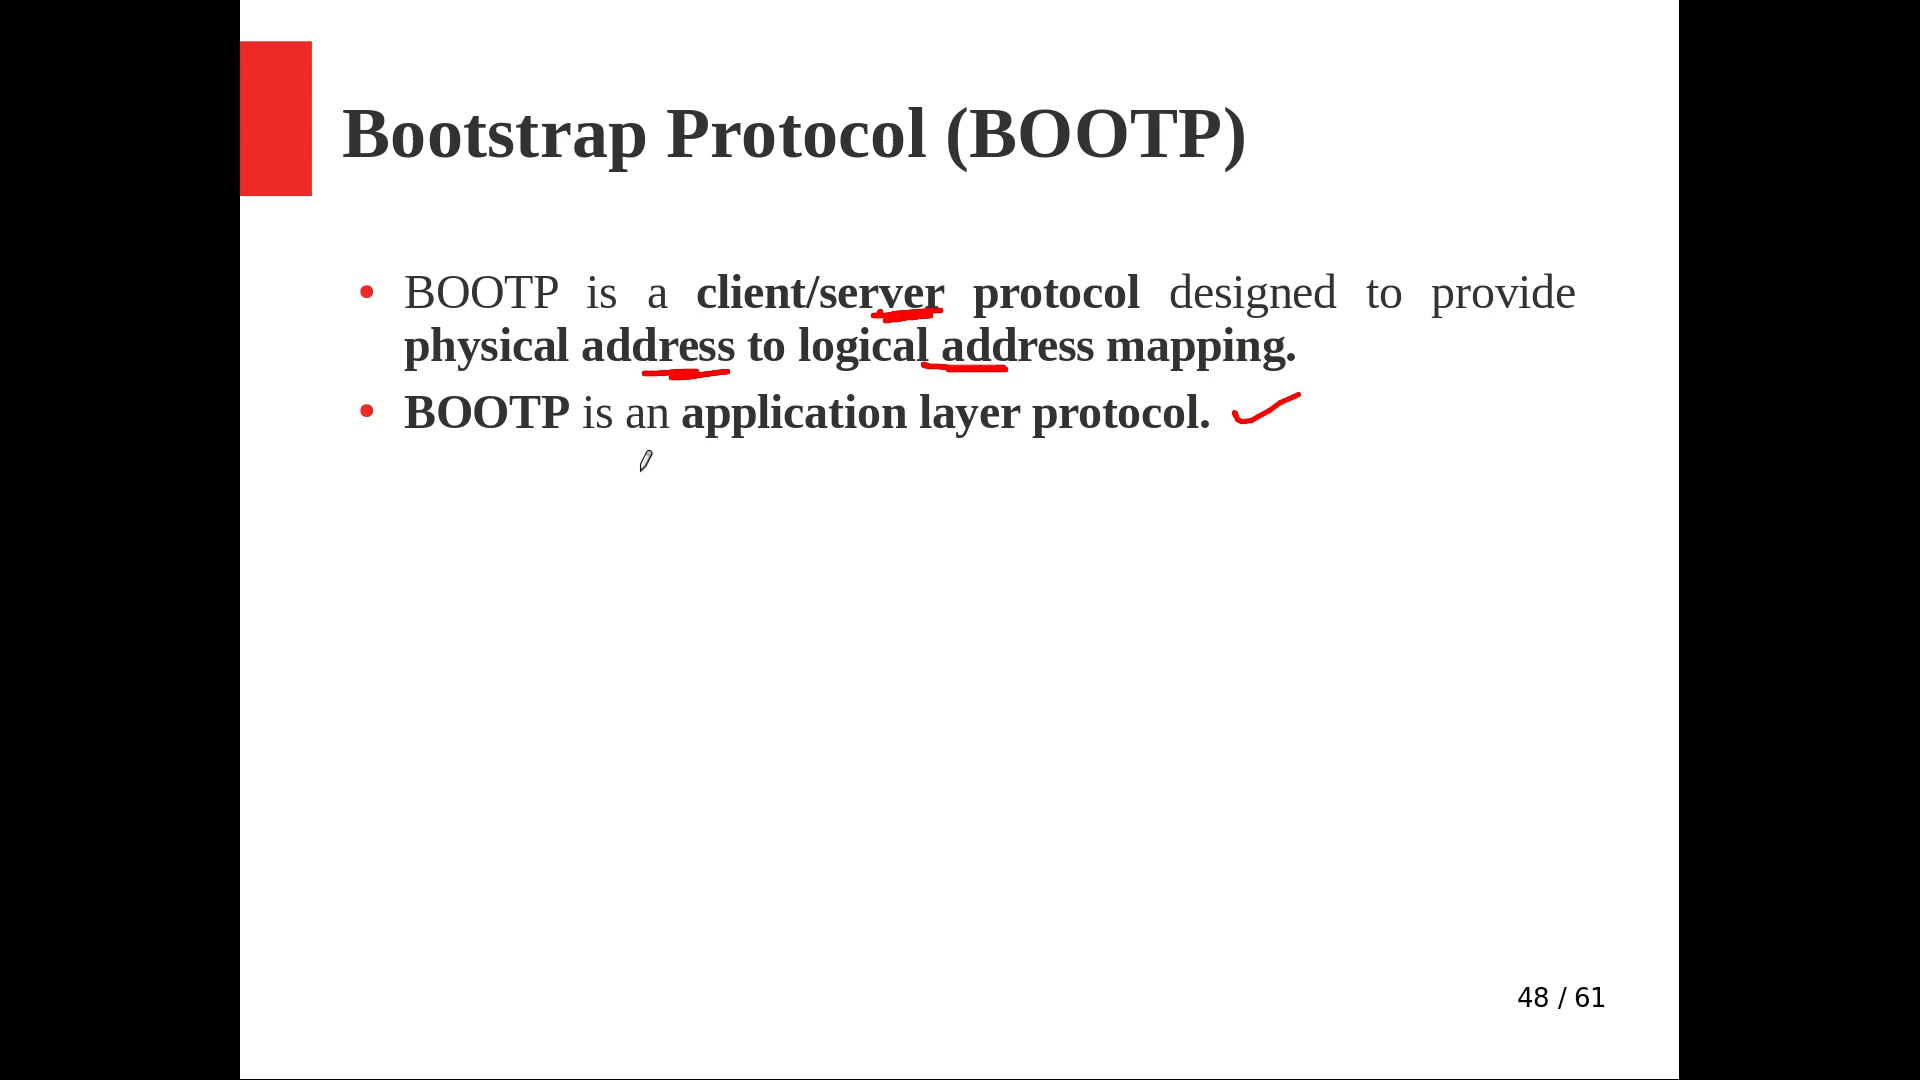 Bootstrap Protocol (BOOTP)
• BOOTP is a client/server protocol designed to provide
physical address to logical address mapping.
• BOOTP is an application layer protocol.
48 / 61